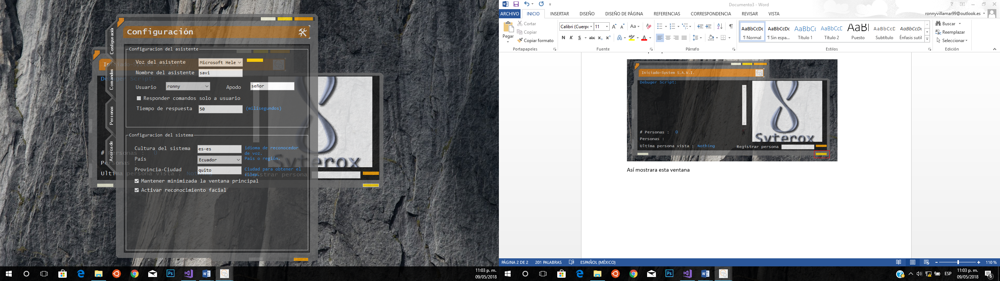 Configuración
Configuración
Comandos
Personas
Acerca de
Configuracion del asistente
Voz del asistente
Microsoft Hele
Nombre del asistente
savi
Usuario
ronny
Apodo
señor
Responder comandos solo a usuario
Tiempo de respuesta
50
(milisegundos)
Configuracion del sistema
Cultura del sistema
es-es
idioma de reconocedor
de voz.
País
Ecuador
Pais o región.
Provincia-Ciudad
quito
Ciudad para obtener el
clima.
Mantener minimizada la ventana principal
Activar reconocimiento facial
Iniciado-System S.A.V.I.
Debuger Script:
# Personas : 0
Personas :
Ultima persona vista : Nothing
Registrar persona
Syterox
11:03 p. m.
09/05/2018
Documento3 - Word
ARCHIVO
INICIO
INSERTAR
DISEÑO
DISEÑO DE PÁGINA
REFERENCIAS
CORRESPONDENCIA
REVISAR
VISTA
ronnyvillamar99@outlook.es
Pegar
Cortar
Copiar
Copiar formato
Portapapeles
Calibri (Cuerpo
11
Fuente
Párrafo
AaBbCcDc
¶ Normal
AaBbCcDc
¶ Sin espa...
AaBbCc
Título 1
AaBbCcD
Título 2
AaB
Puesto
AaBbCcD
Subtítulo
AaBbCcDc
Énfasis sutil
Estilos
Buscar
Reemplazar
Seleccionar
Edición
Iniciado-System S.A.V.I.
Debuger Script:
# Personas : 0
Personas :
Ultima persona vista : Nothing
Registrar persona
Syterox
Así mostrara esta ventana
PÁGINA 2 DE 2
201 PALABRAS
ESPAÑOL (MÉXICO)
110 %
ESP
11:03 p. m.
09/05/2018
6